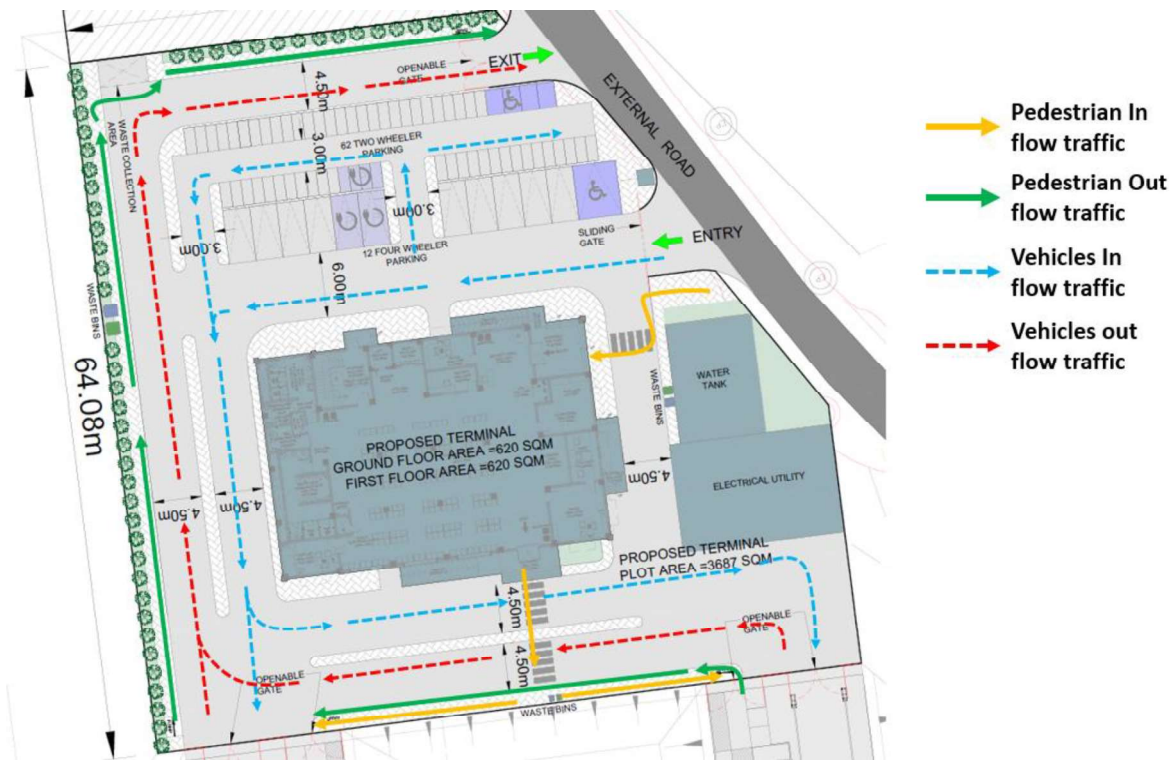 EXIT
OPENABLE
GATE
EXTERNAL ROAD
4.50m
WASTE COLLECTION
AREA
3.00m
62 TWO WHEELER
PARKING
3.00m
3.00m
SLIDING
GATE
ENTRY
12 FOUR WHEELER
PARKING
6.00m
WASTE BINS
64.08m
WATER
TANK
WASTE BINS
PROPOSED TERMINAL
GROUND FLOOR AREA =620 SQM
FIRST FLOOR AREA =620 SQM
ELECTRICAL UTILITY
4.50m
4.50m
4.50m
PROPOSED TERMINAL
PLOT AREA =3687 SQM
4.50m
OPENABLE
GATE
4.50m
OPENABLE
GATE
WASTE BINS
Pedestrian In
flow traffic
Pedestrian Out
flow traffic
Vehicles In
flow traffic
Vehicles out
flow traffic